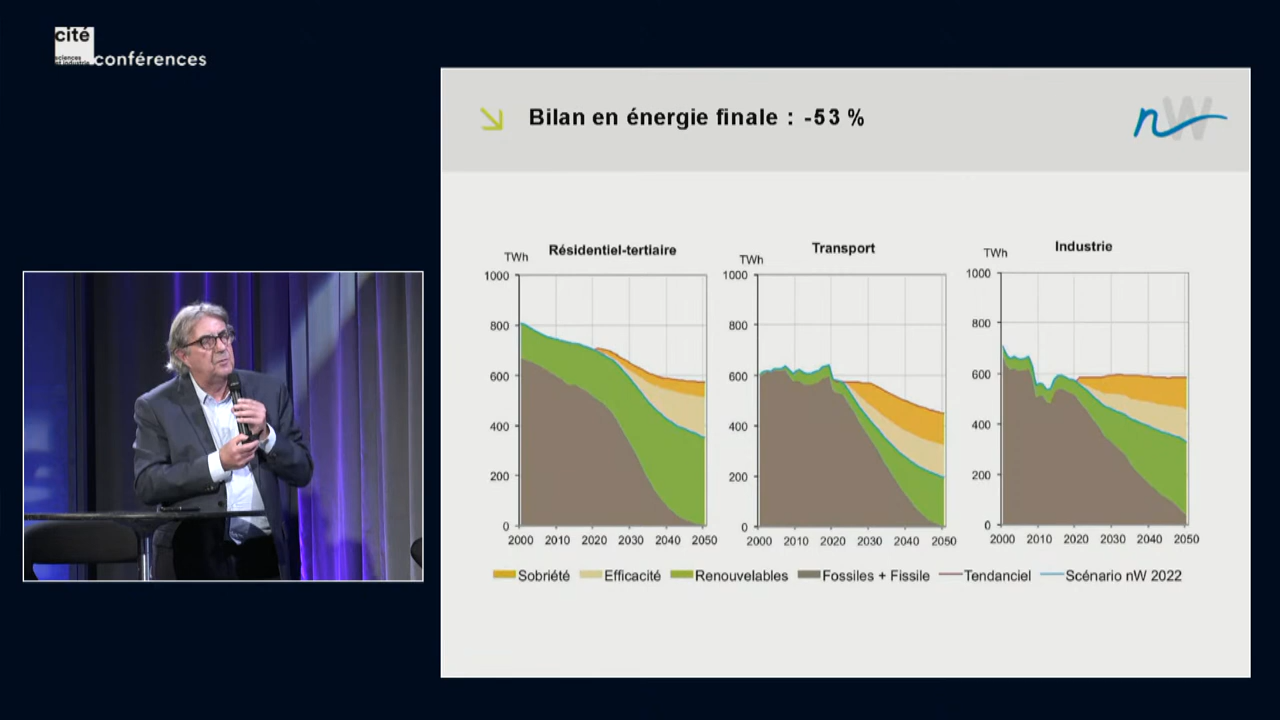 cité
sciences
et industrie
conférences
Bilan en énergie finale : -53 %
nW
Résidentiel-tertiaire
TWh
1000
800
600
400
200
0
2000 2010 2020 2030 2040 2050
Transport
TWh
1000
800
600
400
200
0
2000 2010 2020 2030 2040 2050
Industrie
TWh
1000
800
600
400
200
0
2000 2010 2020 2030 2040 2050
Sobriété Efficacité Renouvelables Fossiles + Fissile Tendanciel Scénario nW 2022